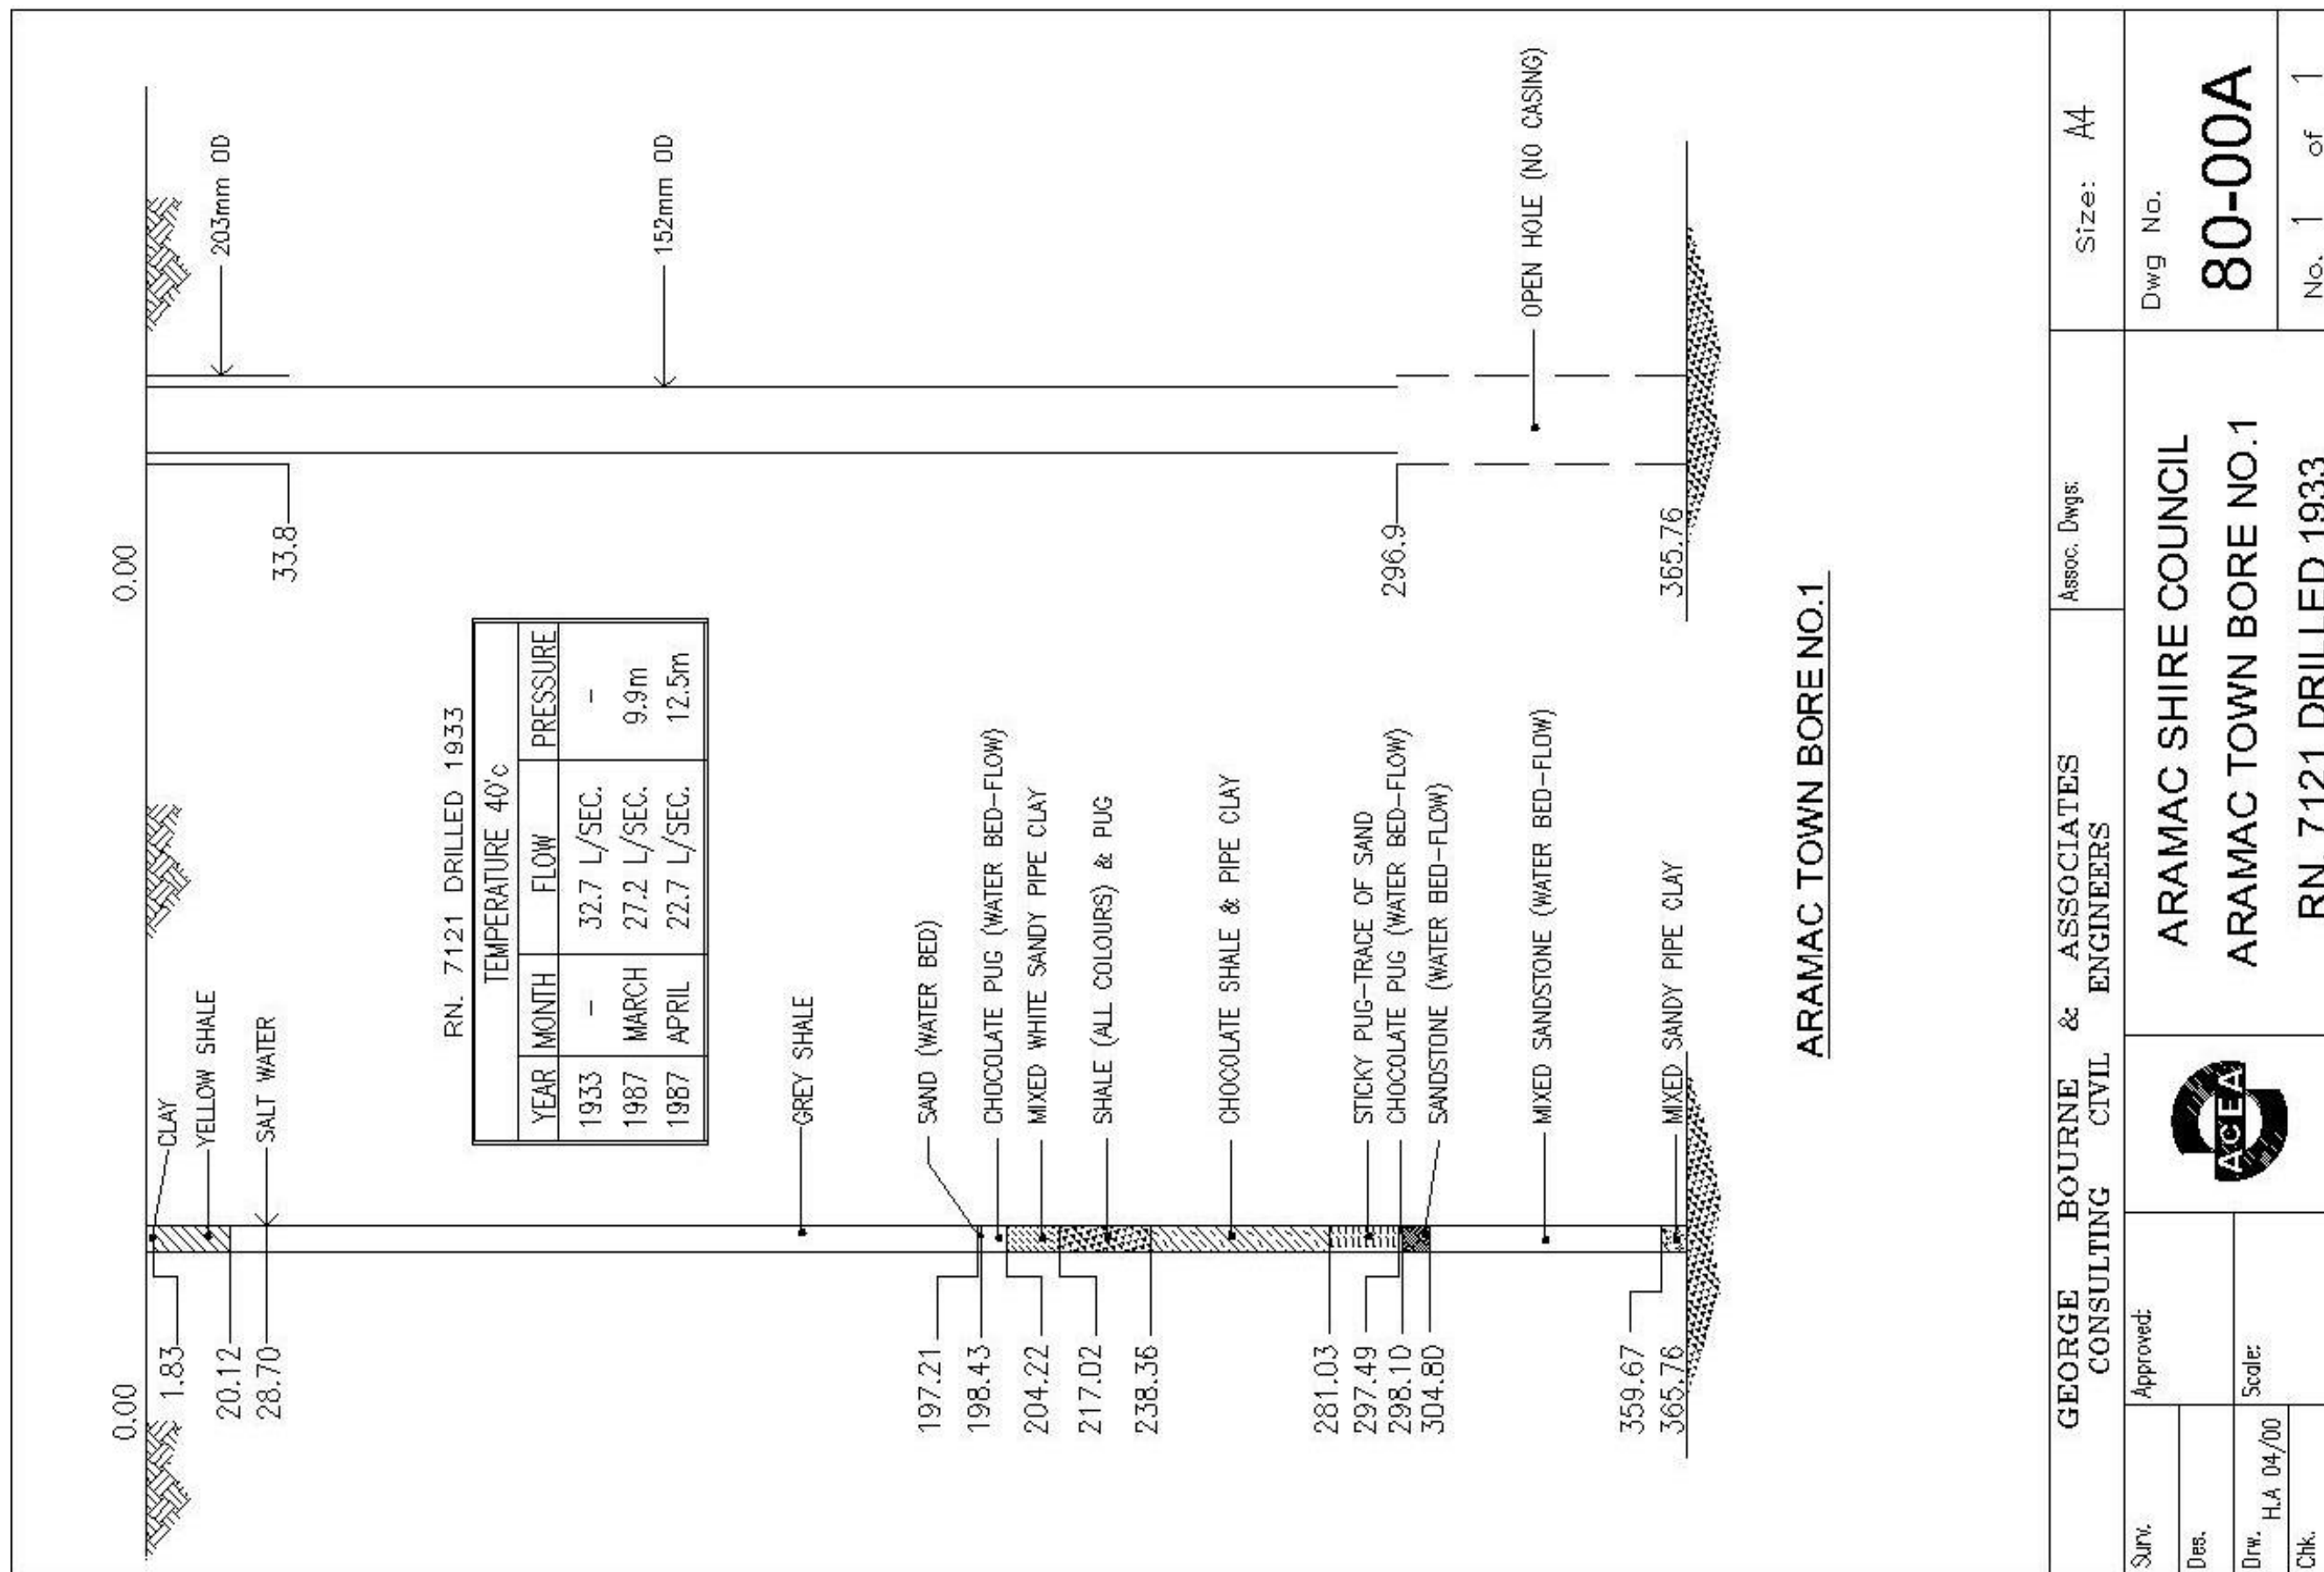 0.00
0.00
CLAY
1.83
YELLOW SHALE
20.12
SALT WATER
28.70
203mm OD
33.8
RN. 7121 DRILLED 1933
TEMPERATURE 40'c
YEAR MONTH FLOW PRESSURE
1933 - 32.7 L/SEC. -
1987 MARCH 27.2 L/SEC. 9.9m
1987 APRIL 22.7 L/SEC. 12.5m
152mm OD
GREY SHALE
197.21
SAND (WATER BED)
198.43
CHOCOLATE PUG (WATER BED-FLOW)
204.22
MIXED WHITE SANDY PIPE CLAY
217.02
SHALE (ALL COLOURS) & PUG
238.36
CHOCOLATE SHALE & PIPE CLAY
281.03
STICKY PUG-TRACE OF SAND
297.49
CHOCOLATE PUG (WATER BED-FLOW)
298.10
SANDSTONE (WATER BED-FLOW)
304.80
296.9
OPEN HOLE (NO CASING)
MIXED SANDSTONE (WATER BED-FLOW)
359.67
MIXED SANDY PIPE CLAY
365.76
365.76
ARAMAC TOWN BORE NO.1
GEORGE BOURNE & ASSOCIATES
CONSULTING CIVIL ENGINEERS
Assoc. Dwgs:
Size: A4
Surv.
Des.
Drw. H.A 04/00
Chk.
Approved:
Scale:
ACEA
ARAMAC SHIRE COUNCIL
ARAMAC TOWN BORE NO.1
RN. 7121 DRILLED 1933
Dwg No.
80-00A
No. 1 of 1